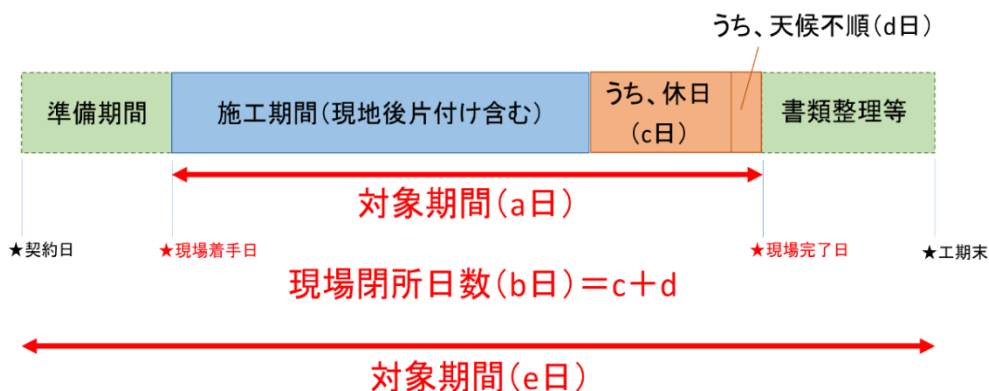 うち、天候不順(d日)
準備期間
施工期間(現地後片付け含む)
うち、休日
(c日)
書類整理等
対象期間(a日)
★契約日
★現場着手日
★現場完了日
★工期末
現場閉所日数(b日)=c+d
対象期間(e日)